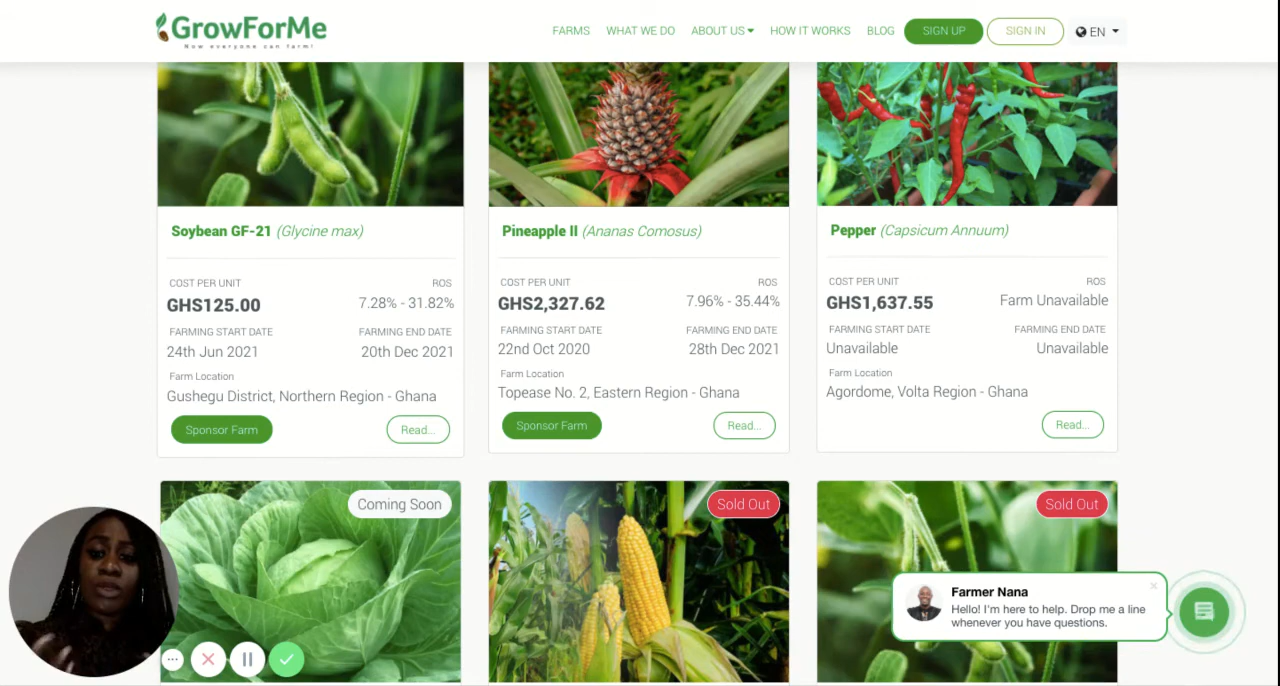 GrowForMe
Now everyone can farm!
FARMS WHAT WE DO ABOUT US HOW IT WORKS BLOG SIGN UP SIGN IN EN
Soybean GF-21 (Glycine max)
COST PER UNIT ROS
GHS125.00 7.28% - 31.82%
FARMING START DATE FARMING END DATE
24th Jun 2021 20th Dec 2021
Farm Location
Gushegu District, Northern Region - Ghana
Sponsor Farm Read...
Pineapple II (Ananas Comosus)
COST PER UNIT ROS
GHS2,327.62 7.96% - 35.44%
FARMING START DATE FARMING END DATE
22nd Oct 2020 28th Dec 2021
Farm Location
Topease No. 2, Eastern Region - Ghana
Sponsor Farm Read...
Pepper (Capsicum Annuum)
COST PER UNIT ROS
GHS1,637.55 Farm Unavailable
FARMING START DATE FARMING END DATE
Unavailable Unavailable
Farm Location
Agordome, Volta Region - Ghana
Read...
Coming Soon
Sold Out
Sold Out
Farmer Nana
Hello! I'm here to help. Drop me a line
whenever you have questions.